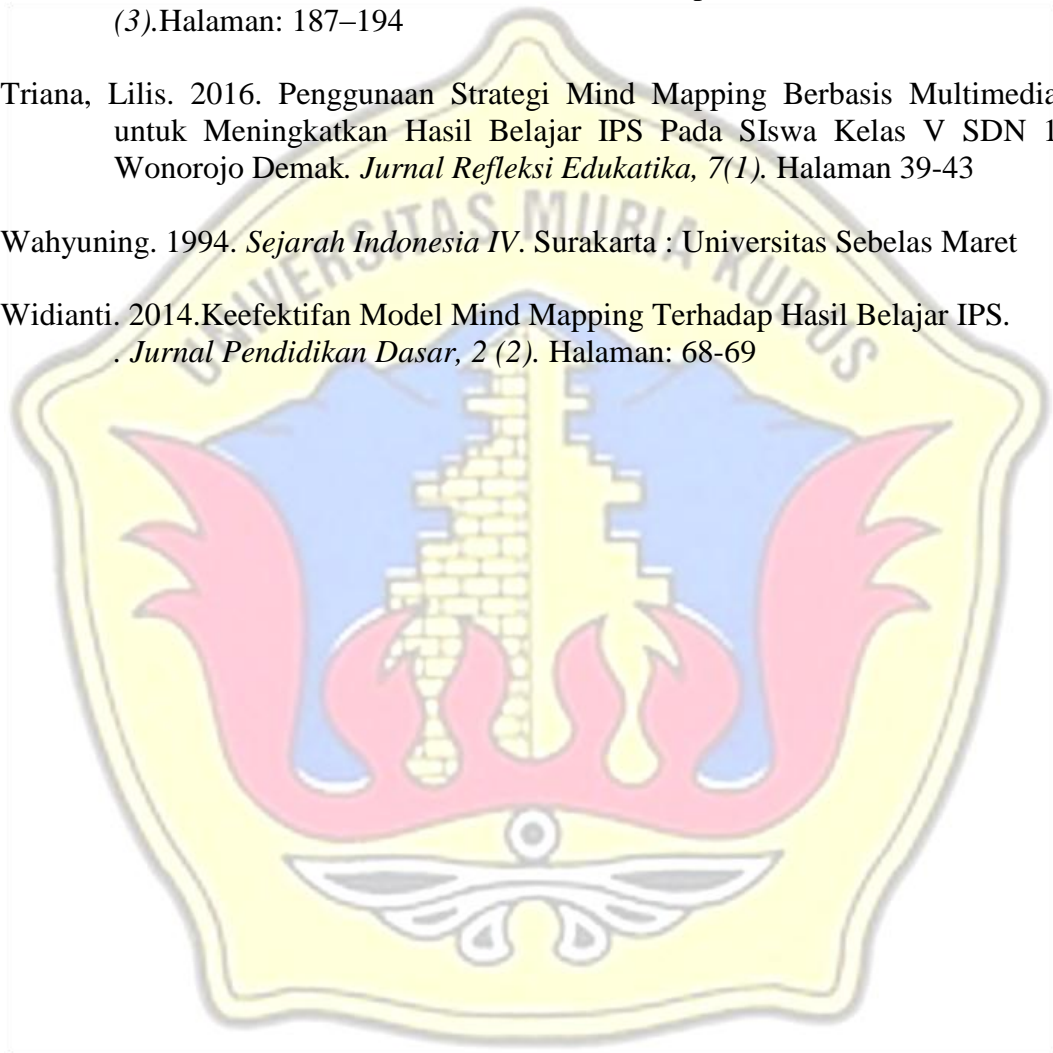 (3).Halaman: 187–194
Triana, Lilis. 2016. Penggunaan Strategi Mind Mapping Berbasis Multimedia
untuk Meningkatkan Hasil Belajar IPS Pada SIswa Kelas V SDN 1
Wonorojo Demak. Jurnal Refleksi Edukatika, 7(1). Halaman 39-43
UNIVERSITAS MURIA KUDUS
Wahyuning. 1994. Sejarah Indonesia IV. Surakarta : Universitas Sebelas Maret
Widianti. 2014.Keefektifan Model Mind Mapping Terhadap Hasil Belajar IPS.
. Jurnal Pendidikan Dasar, 2 (2). Halaman: 68-69